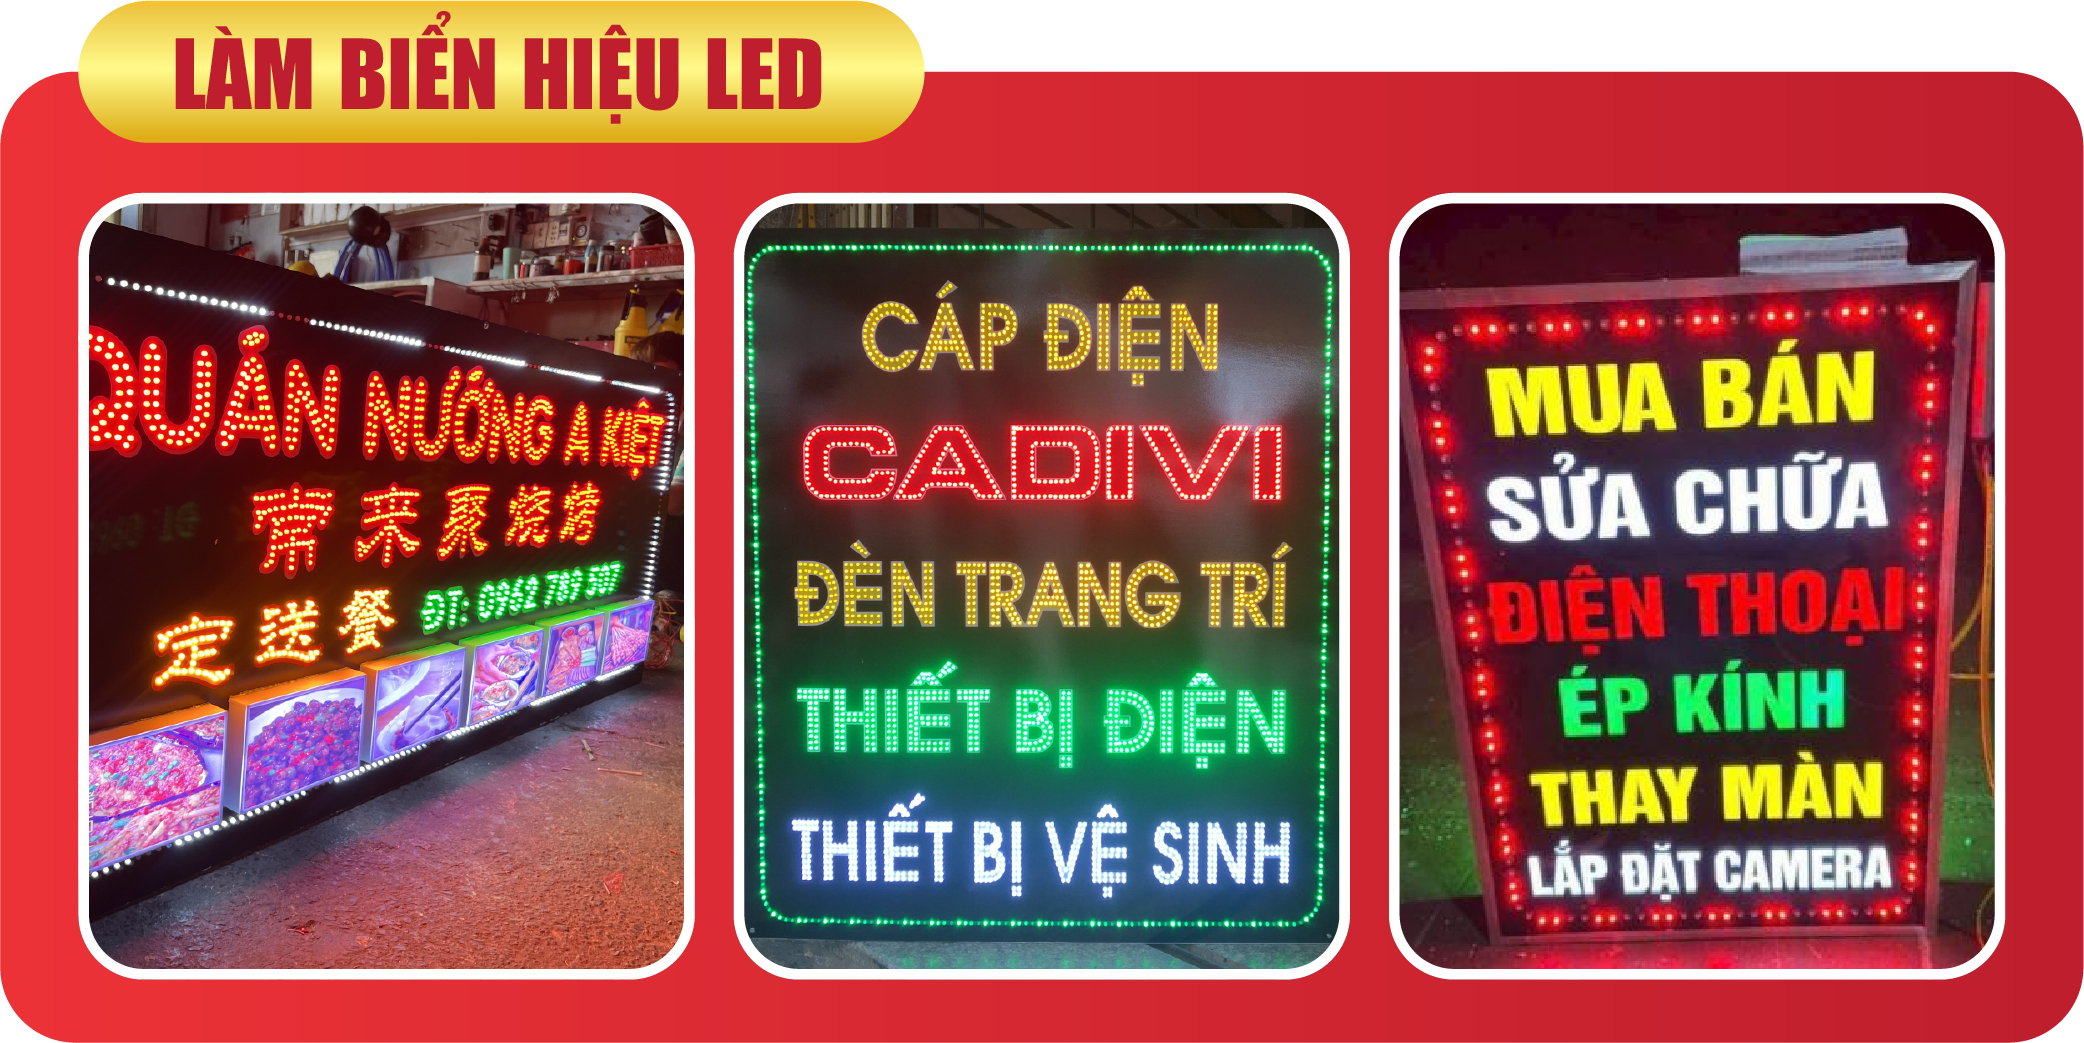 LÀM BIỂN HIỆU LED
QUÁN NƯỚNG A KIỆT
常来聚烧烤
定送餐 ĐT: 0962 789 507
CÁP ĐIỆN
CADIVI
ĐÈN TRANG TRÍ
THIẾT BỊ ĐIỆN
THIẾT BỊ VỆ SINH
MUA BÁN
SỬA CHỮA
ĐIỆN THOẠI
ÉP KÍNH
THAY MÀN
LẮP ĐẶT CAMERA